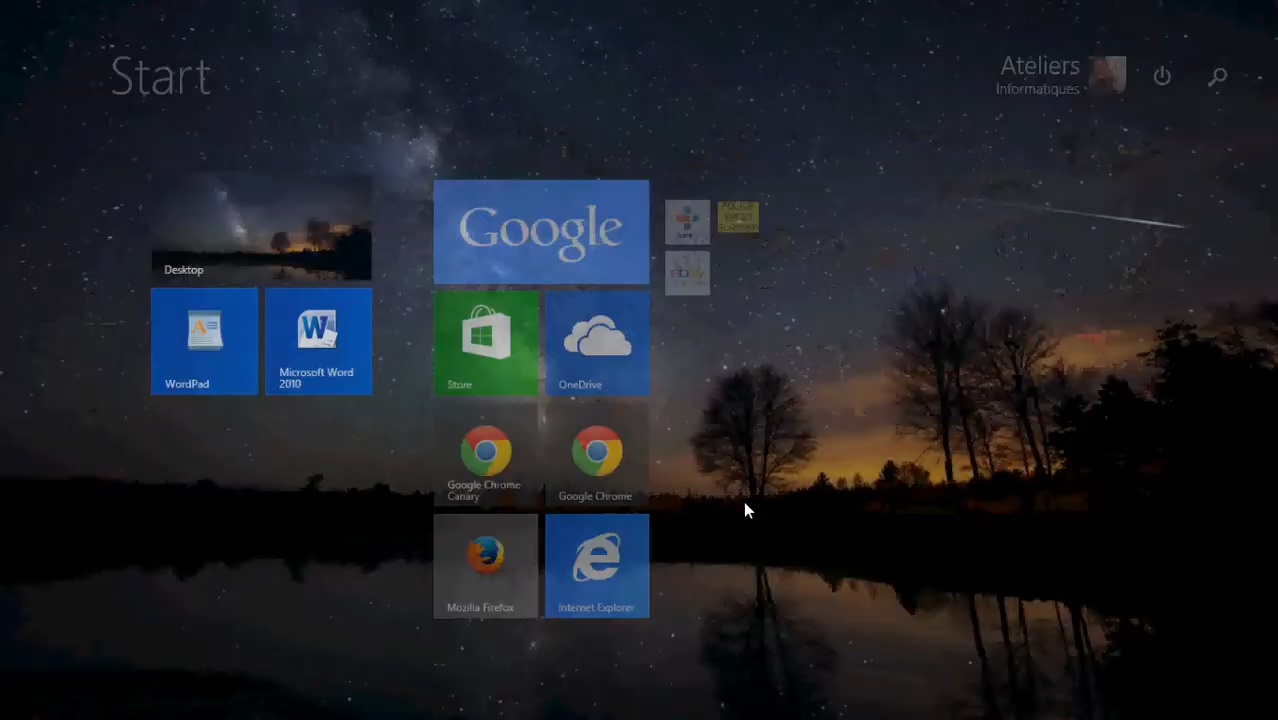 Start
Ateliers
Informatiques
Desktop
WordPad
Microsoft Word
2010
Google
Store
OneDrive
Google Chrome
Canary
Google Chrome
Mozilla Firefox
Internet Explorer
ebay